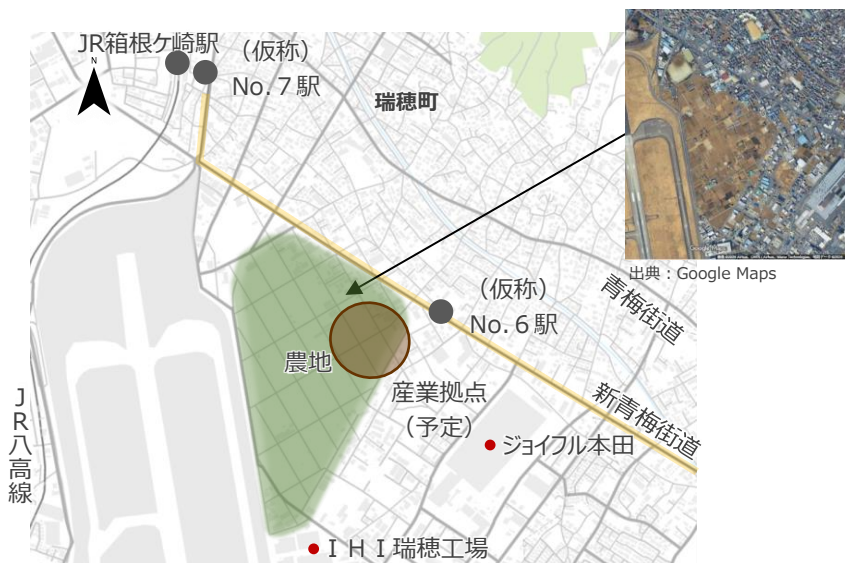 JR箱根ケ崎駅
N
（仮称）
No.７駅
瑞穂町
出典：Google Maps
（仮称）
No.６駅
青梅街道
農地
産業拠点
（予定）
新青梅街道
ジョイフル本田
JR八高線
ＩＨＩ瑞穂工場